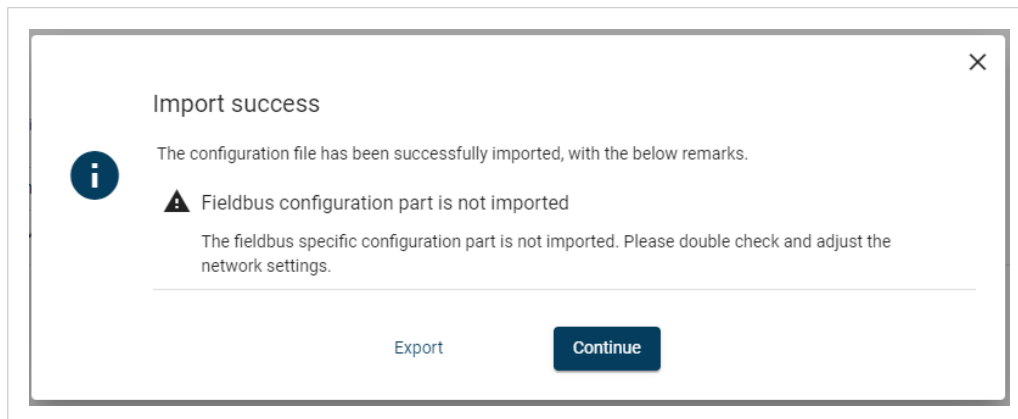 Import success
The configuration file has been successfully imported, with the below remarks.
Fieldbus configuration part is not imported
The fieldbus specific configuration part is not imported. Please double check and adjust the
network settings.
Export
Continue